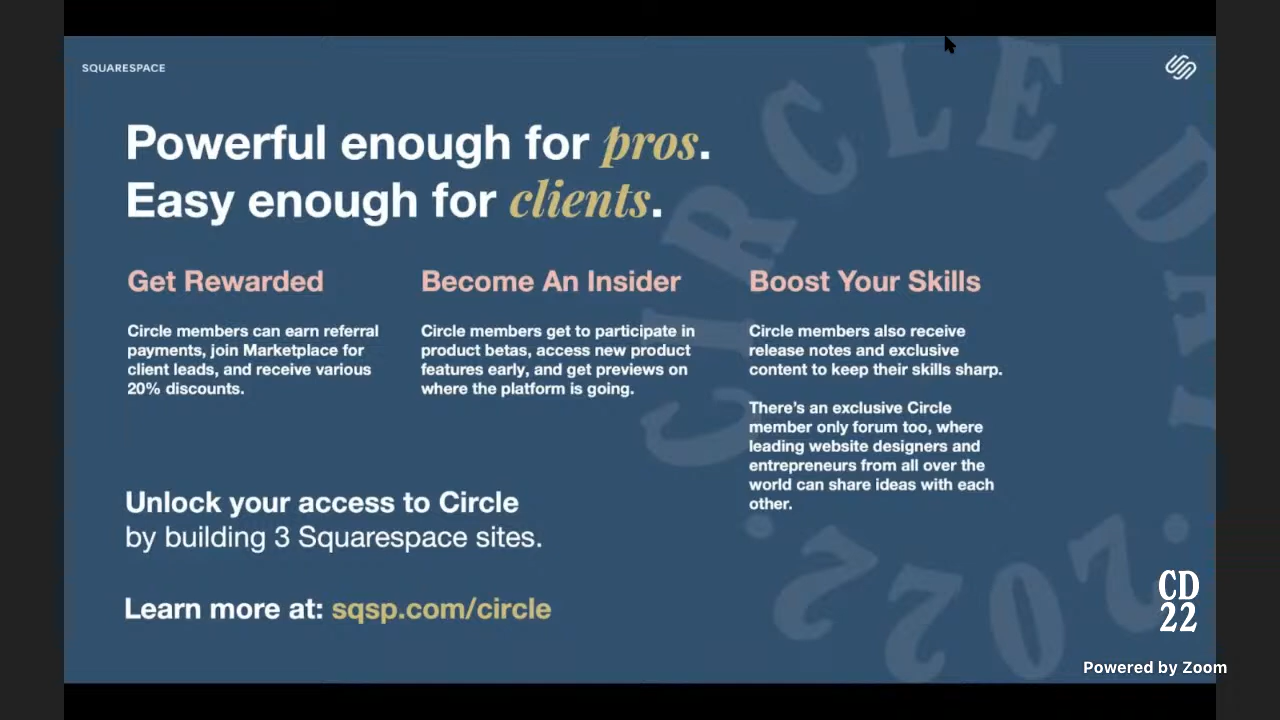 SQUARESPACE
Powerful enough for pros.
Easy enough for clients.
Get Rewarded
Circle members can earn referral
payments, join Marketplace for
client leads, and receive various
20% discounts.
Become An Insider
Circle members get to participate in
product betas, access new product
features early, and get previews on
where the platform is going.
Boost Your Skills
Circle members also receive
release notes and exclusive
content to keep their skills sharp.
There's an exclusive Circle
member only forum too, where
leading website designers and
entrepreneurs from all over the
world can share ideas with each
other.
Unlock your access to Circle
by building 3 Squarespace sites.
Learn more at: sqsp.com/circle
CIRCLE D
2022
CD
22
Powered by Zoom